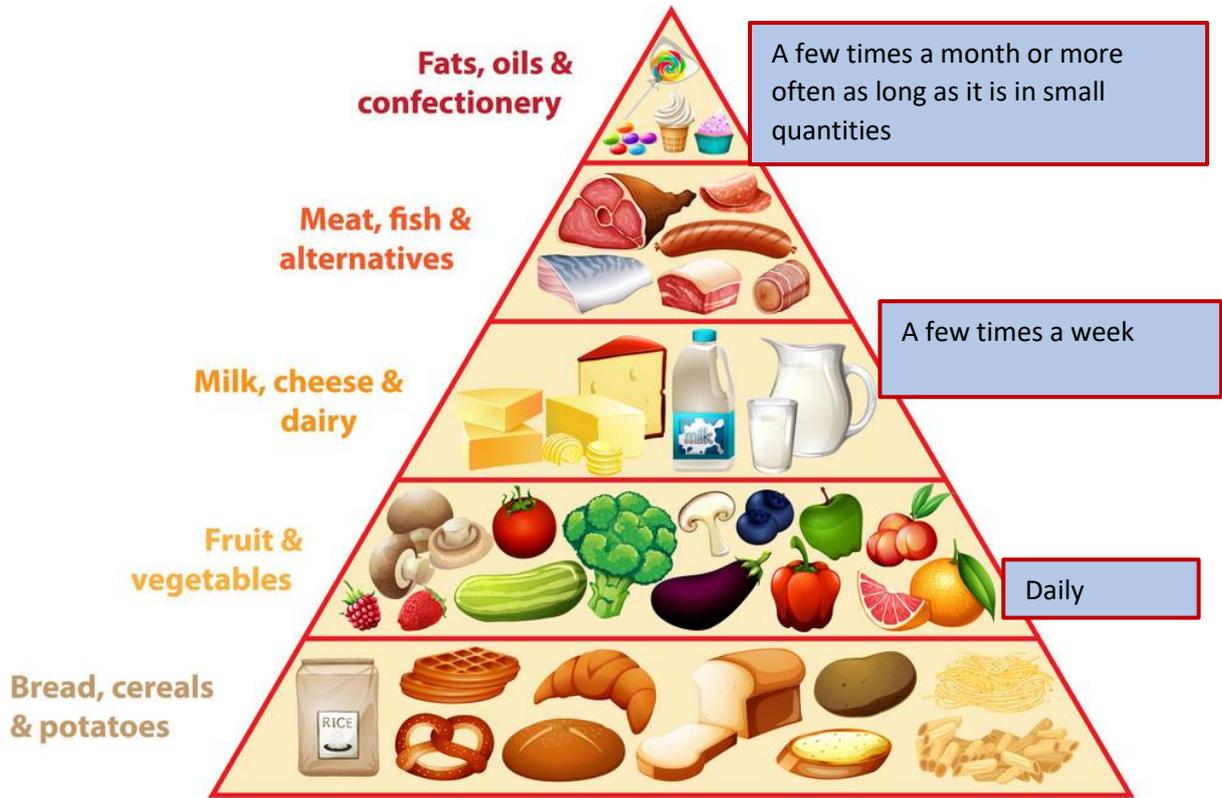 Fats, oils &
confectionery
A few times a month or more
often as long as it is in small
quantities
Meat, fish &
alternatives
A few times a week
Milk, cheese &
dairy
milk
Fruit &
vegetables
Daily
Bread, cereals
& potatoes
RICE